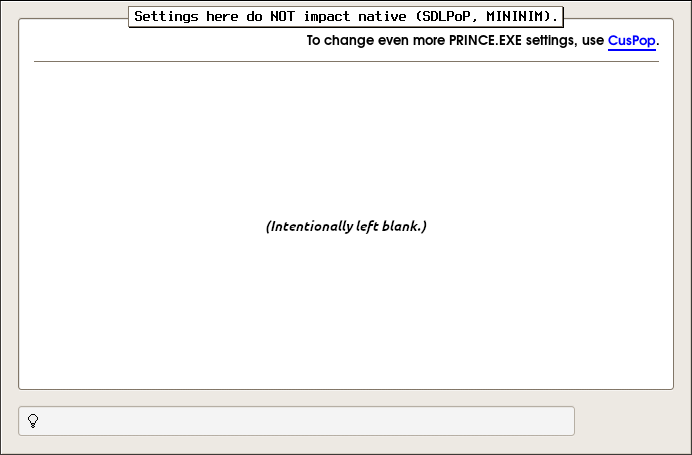 Settings here do NOT impact native (SDLPoP, MININIM).
To change even more PRINCE.EXE settings, use CusPop.
(Intentionally left blank.)